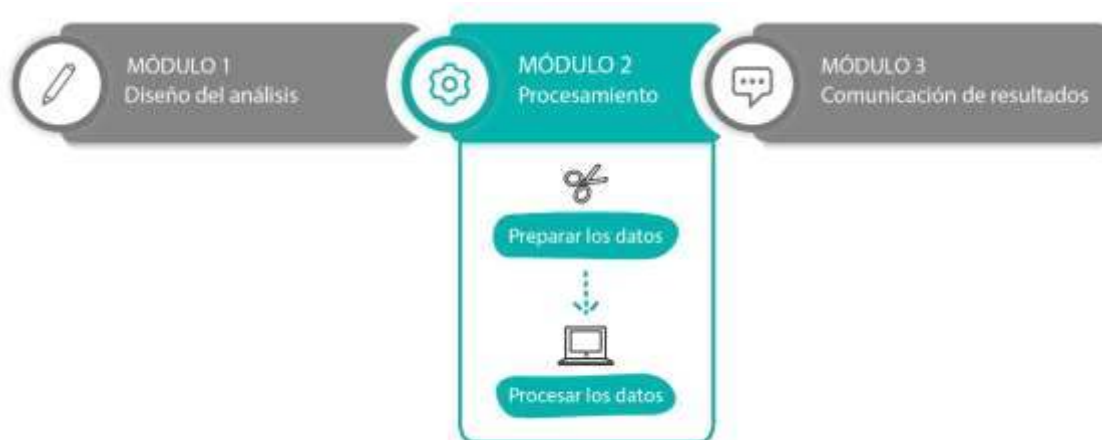 MÓDULO 1
Diseño del análisis
MÓDULO 2
Procesamiento
MÓDULO 3
Comunicación de resultados
Preparar los datos
Procesar los datos